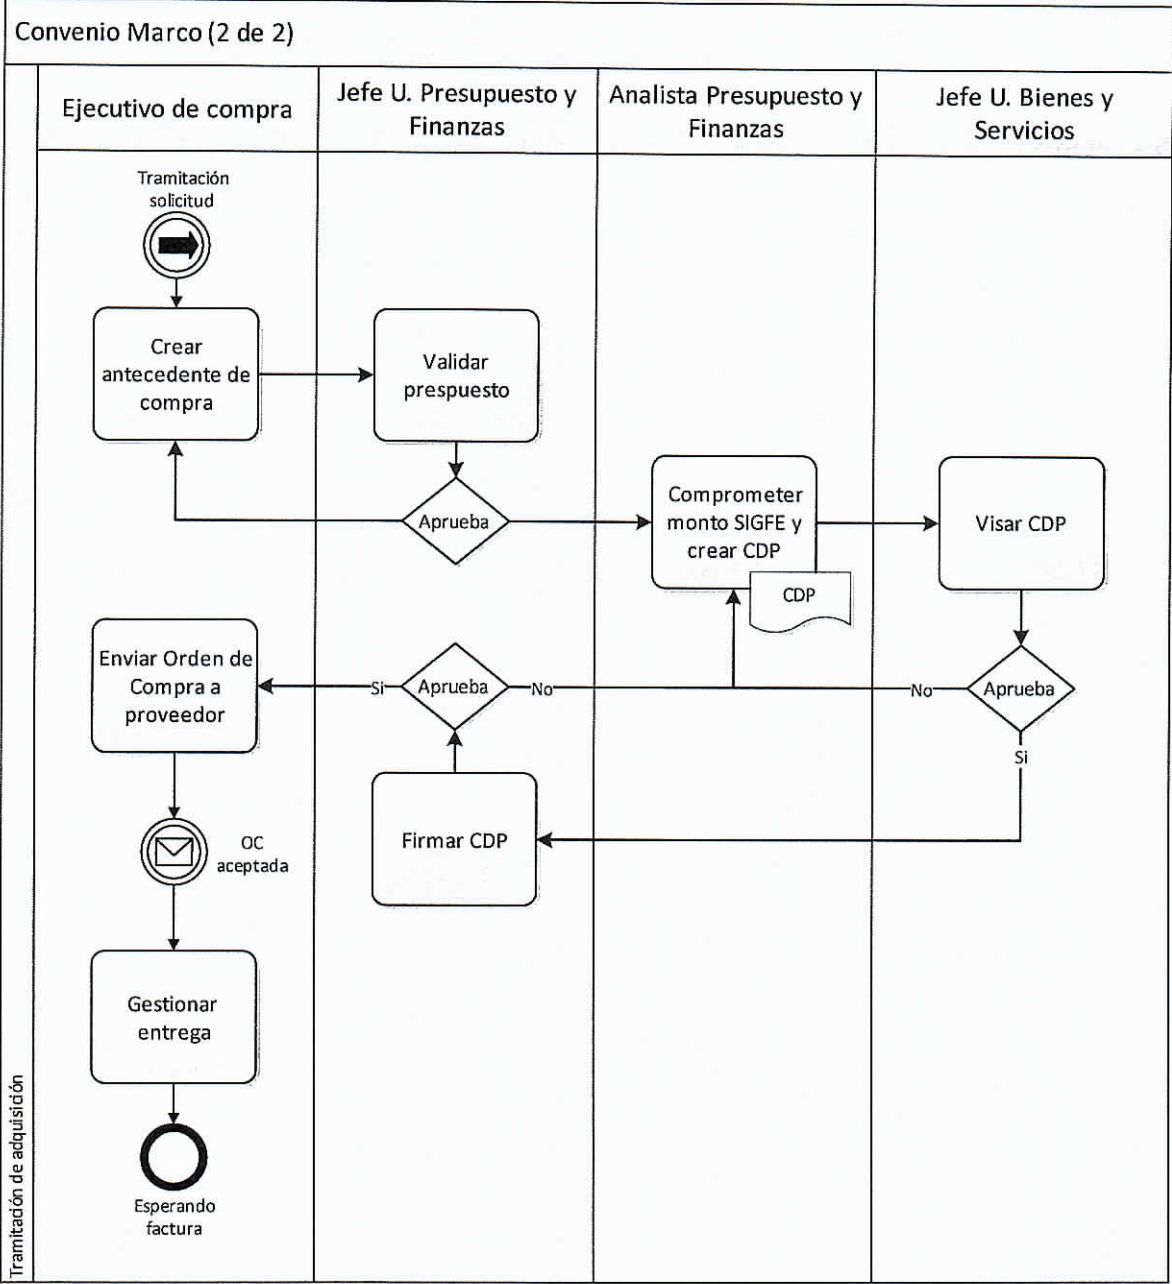 Convenio Marco (2 de 2)
Ejecutivo de compra
Jefe U. Presupuesto y
Finanzas
Analista Presupuesto y
Finanzas
Jefe U. Bienes y
Servicios
Tramitación
solicitud
Crear
antecedente de
compra
Validar
prespuesto
Aprueba
Comprometer
monto SIGFE y
crear CDP
CDP
Visar CDP
Enviar Orden de
Compra a
proveedor
Si
Aprueba
No
No
Aprueba
Si
Firmar CDP
OC
aceptada
Gestionar
entrega
Esperando
factura
Tramitación de adquisición